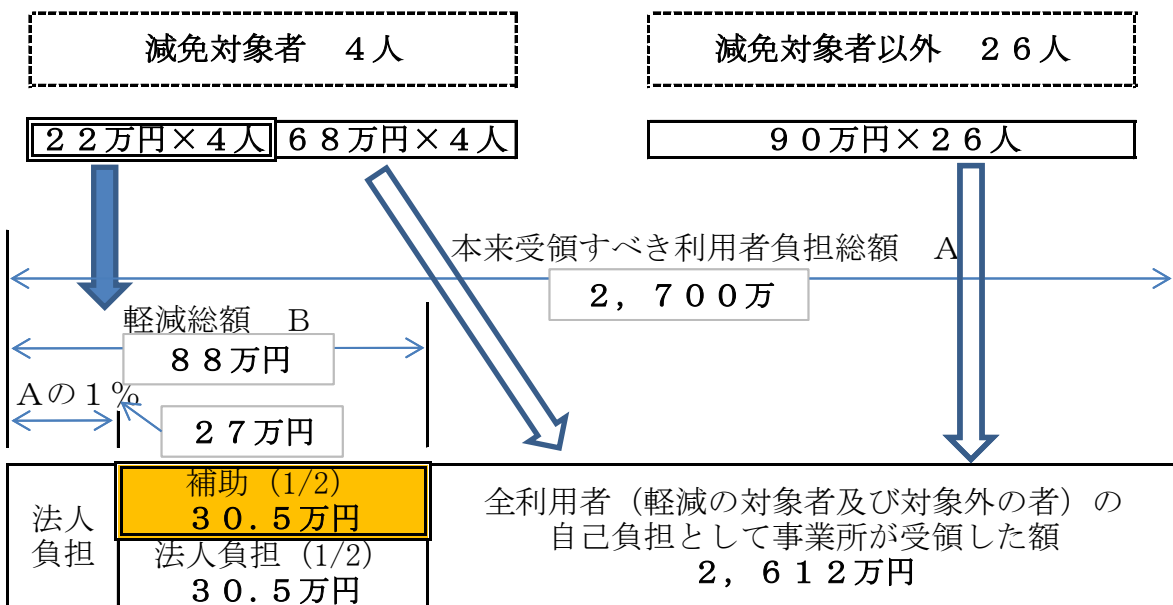 減免対象者　４人
減免対象者以外　２６人
２２万円×４人
６８万円×４人
９０万円×２６人
本来受領すべき利用者負担総額　A
２，７００万
軽減総額　B
８８万円
Aの１%
２７万円
法人
負担
補助（1/2）
３０．５万円
法人負担（1/2）
３０．５万円
全利用者（軽減の対象者及び対象外の者）の
自己負担として事業所が受領した額
２，６１２万円